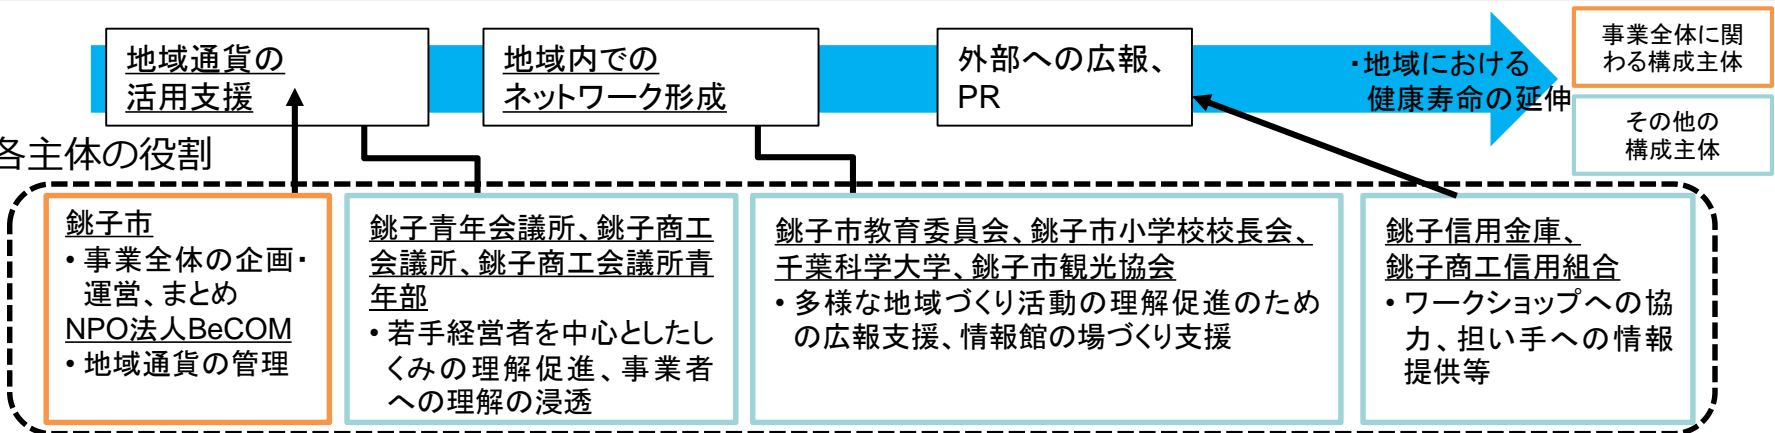 地域通貨の
活用支援
地域内での
ネットワーク形成
外部への広報、
PR
・地域における
健康寿命の延伸
事業全体に関
わる構成主体
その他の
構成主体
各主体の役割
銚子市
• 事業全体の企画・
運営、まとめ
NPO法人BeCOM
• 地域通貨の管理
銚子青年会議所、銚子商工
会議所、銚子商工会議所青
年部
• 若手経営者を中心としたし
くみの理解促進、事業者
への理解の浸透
銚子市教育委員会、銚子市小学校校長会、
千葉科学大学、銚子市観光協会
• 多様な地域づくり活動の理解促進のため
の広報支援、情報館の場づくり支援
銚子信用金庫、
銚子商工信用組合
• ワークショップへの協
力、担い手への情報
提供等